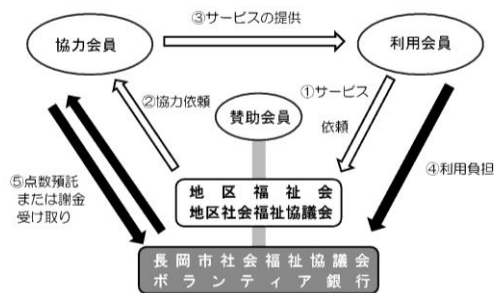 ③サービスの提供
協力会員
利用会員
①サービス
依頼
②協力依頼
賛助会員
④利用負担
⑤点数預託
または謝金
受け取り
地区福祉会
地区社会福祉協議会
長岡市社会福祉協議会
ボランティア銀行